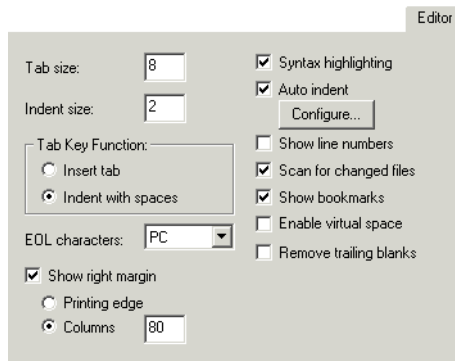 Editor
Tab size: 8
Indent size: 2
Tab Key Function:
Insert tab
Indent with spaces
EOL characters: PC
Show right margin
Printing edge
Columns 80
Syntax highlighting
Auto indent
Configure...
Show line numbers
Scan for changed files
Show bookmarks
Enable virtual space
Remove trailing blanks